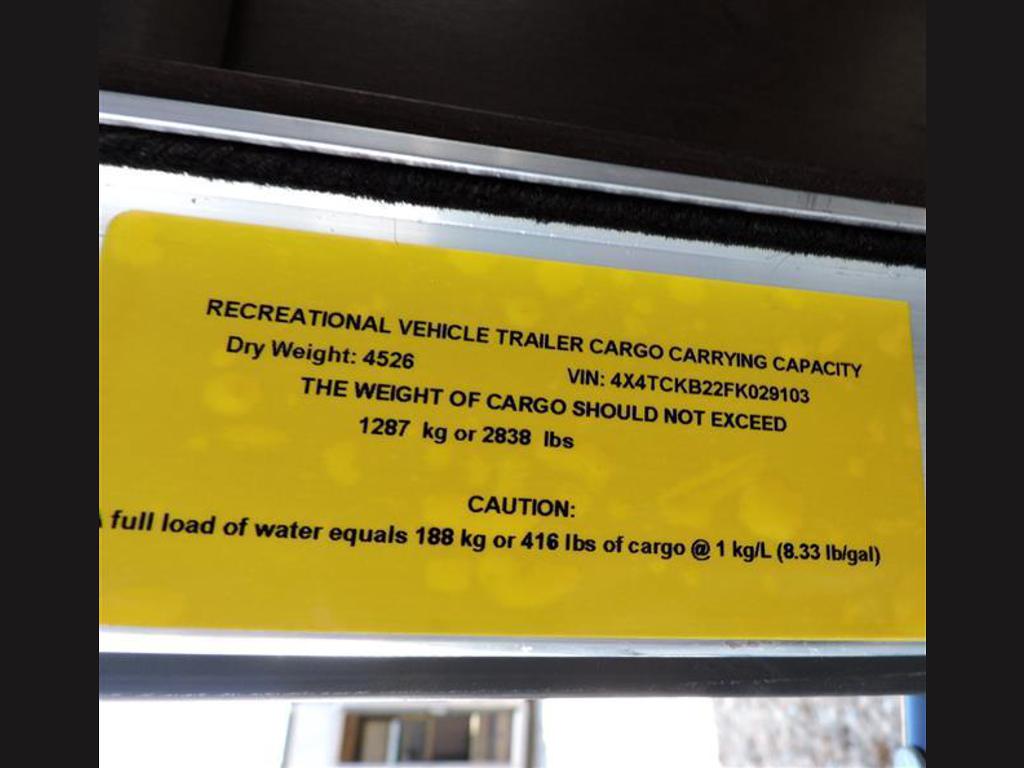 RECREATIONAL VEHICLE TRAILER CARGO CARRYING CAPACITY
Dry Weight: 4526 VIN: 4X4TCKB22FK029103
THE WEIGHT OF CARGO SHOULD NOT EXCEED
1287 kg or 2838 lbs
CAUTION:
full load of water equals 188 kg or 416 lbs of cargo @ 1 kg/L (8.33 lb/gal)